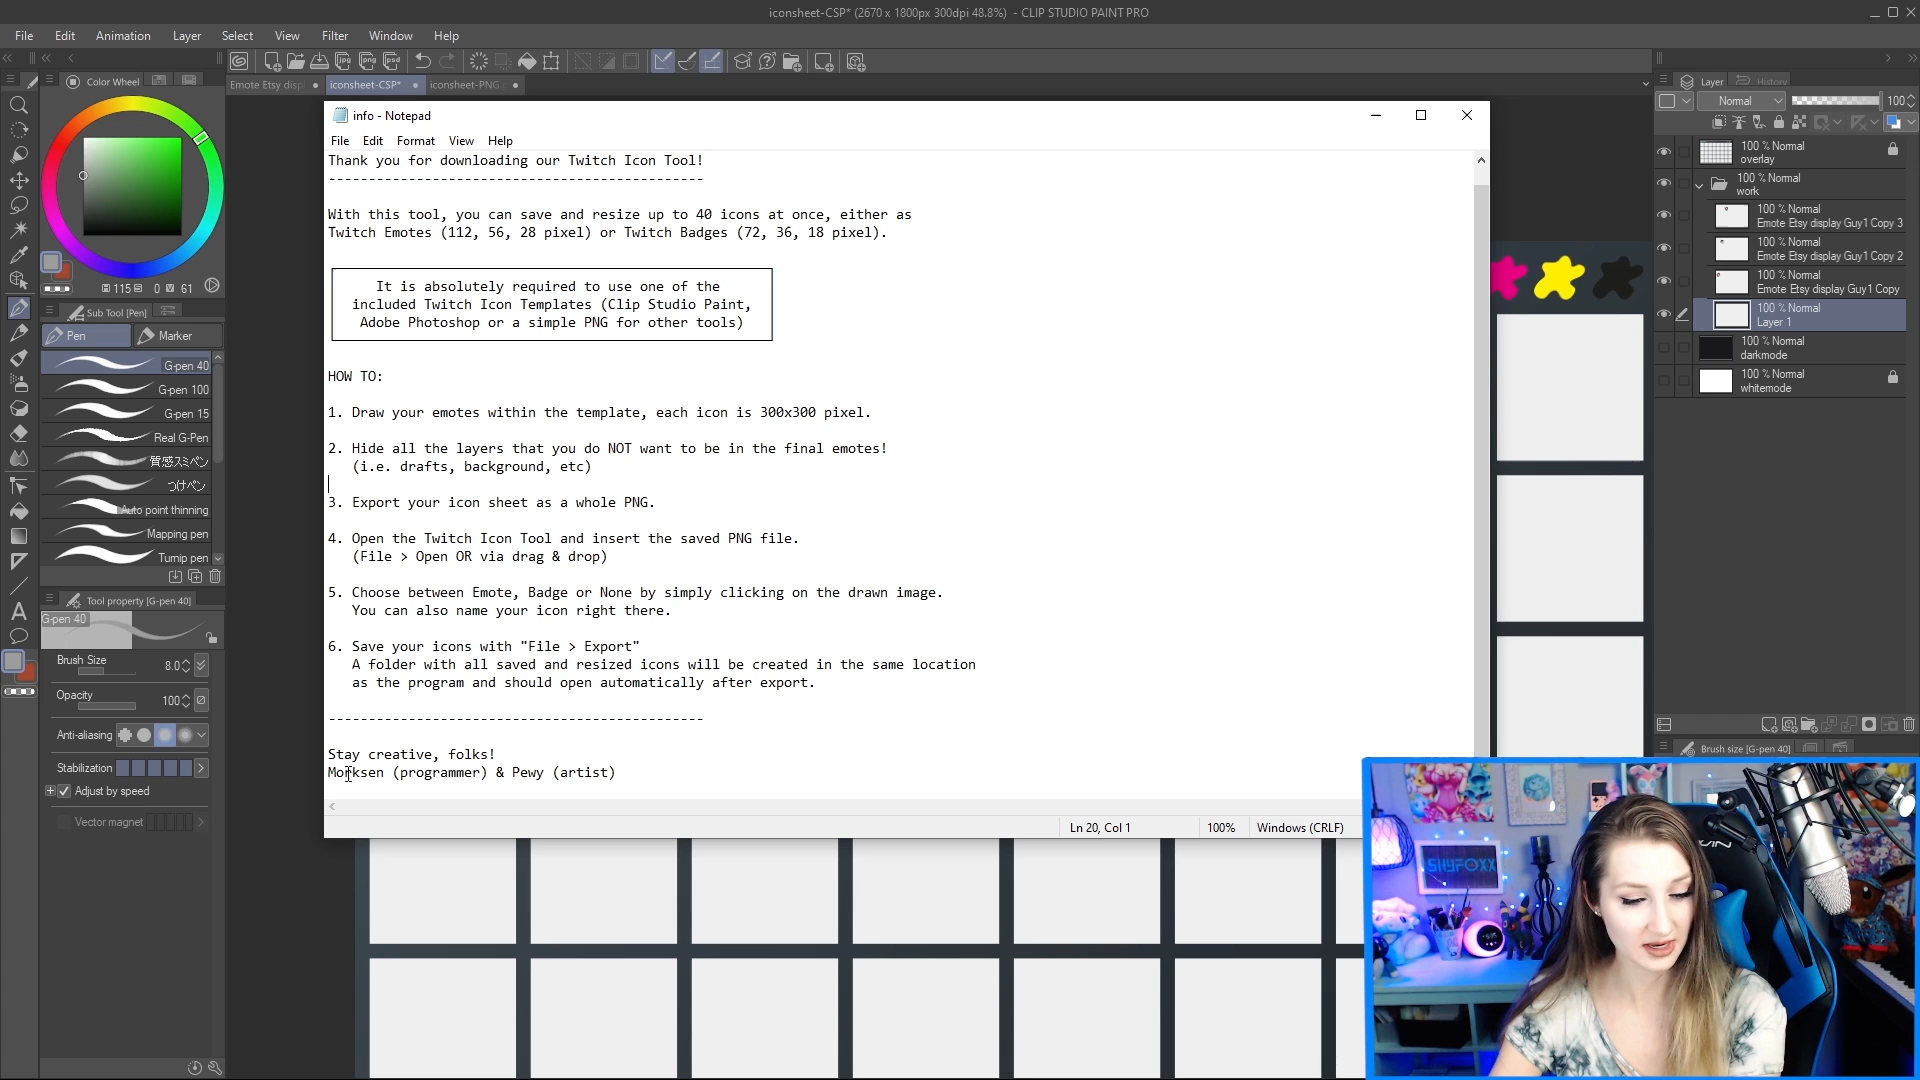 iconsheet-CSP* (2670 x 1800px 300dpi 48.8%) - CLIP STUDIO PAINT PRO
File Edit Animation Layer Select View Filter Window Help
Color Wheel
Emote Etsy disp
iconsheet-CSP*
iconsheet-PNG
Layer
History
Normal
100
115 0 61
Sub Tool [Pen]
Pen
Marker
G-pen 40
G-pen 100
G-pen 15
Real G-Pen
質感スミペン
つけペン
Auto point thinning
Mapping pen
Turnip pen
Tool property [G-pen 40]
G-pen 40
Brush Size 8.0
Opacity 100
Anti-aliasing
Stabilization
Adjust by speed
Vector magnet
info - Notepad
File Edit Format View Help
Thank you for downloading our Twitch Icon Tool!
-----------------------------------------------
With this tool, you can save and resize up to 40 icons at once, either as
Twitch Emotes (112, 56, 28 pixel) or Twitch Badges (72, 36, 18 pixel).
It is absolutely required to use one of the
included Twitch Icon Templates (Clip Studio Paint,
Adobe Photoshop or a simple PNG for other tools)
HOW TO:
1. Draw your emotes within the template, each icon is 300x300 pixel.
2. Hide all the layers that you do NOT want to be in the final emotes!
(i.e. drafts, background, etc)
3. Export your icon sheet as a whole PNG.
4. Open the Twitch Icon Tool and insert the saved PNG file.
(File > Open OR via drag & drop)
5. Choose between Emote, Badge or None by simply clicking on the drawn image.
You can also name your icon right there.
6. Save your icons with "File > Export"
A folder with all saved and resized icons will be created in the same location
as the program and should open automatically after export.
-----------------------------------------------
Stay creative, folks!
Morksen (programmer) & Pewy (artist)
Ln 20, Col 1
100%
Windows (CRLF)
100 % Normal
overlay
100 % Normal
work
100 % Normal
Emote Etsy display Guy1 Copy 3
100 % Normal
Emote Etsy display Guy1 Copy 2
100 % Normal
Emote Etsy display Guy1 Copy
100 % Normal
Layer 1
100 % Normal
darkmode
100 % Normal
whitemode
Brush size [G-pen 40]
SHYFOXX